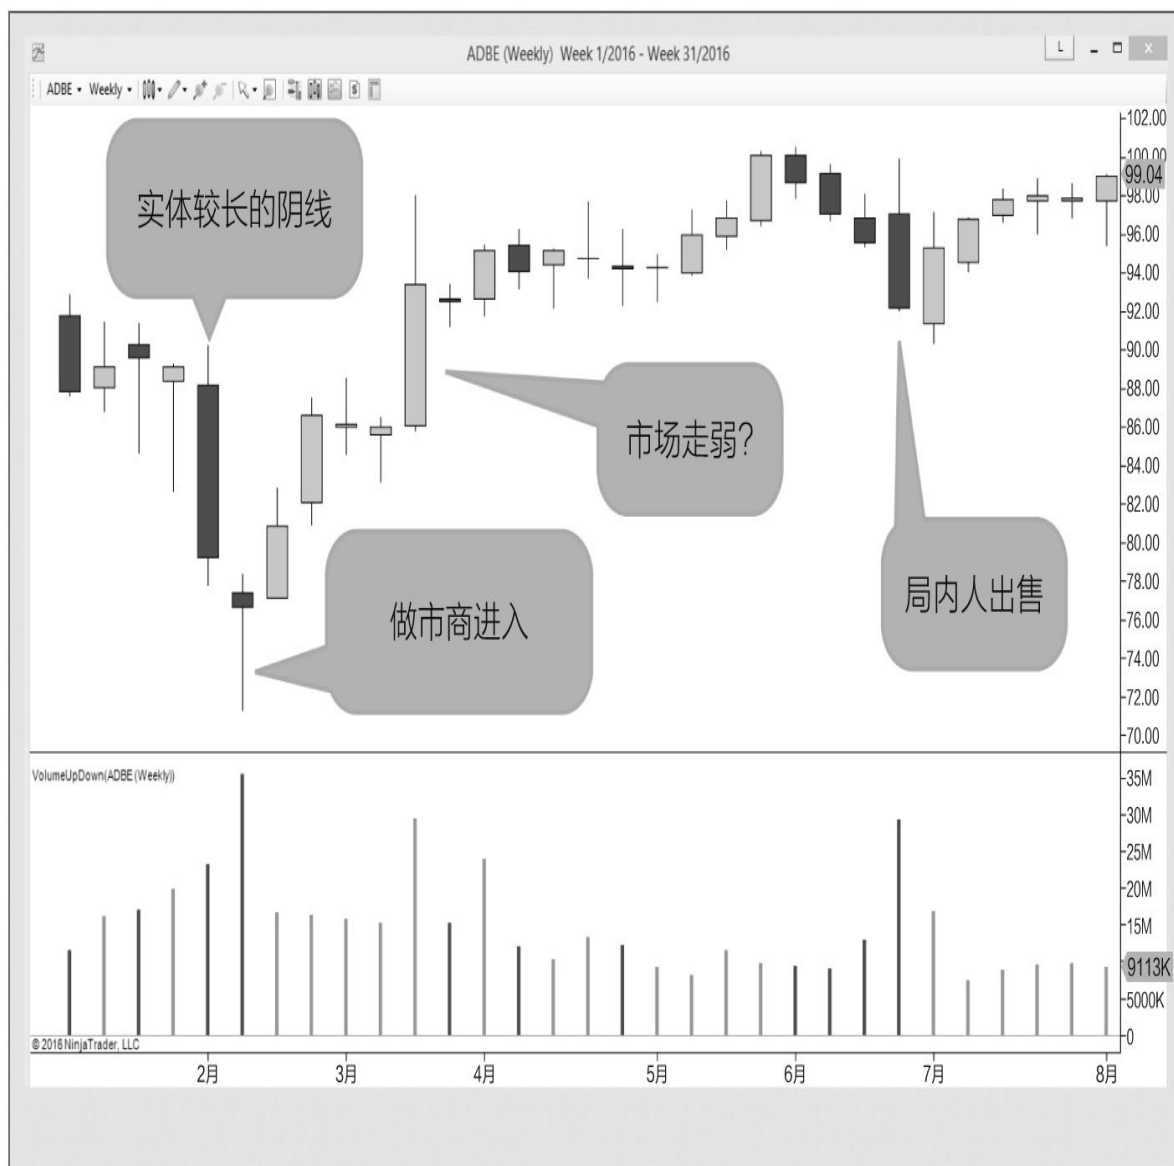 ADBE (Weekly) Week 1/2016 - Week 31/2016
L
X
ADBE Weekly
实体较长的阴线
市场走弱？
做市商进入
局内人出售
102.00
100.00
99.04
98.00
96.00
94.00
92.00
90.00
88.00
86.00
84.00
82.00
80.00
78.00
76.00
74.00
72.00
70.00
VolumeUpDown(ADBE (Weekly))
35M
30M
25M
20M
15M
9113K
5000K
0
© 2016 NinjaTrader, LLC
2月 3月 4月 5月 6月 7月 8月